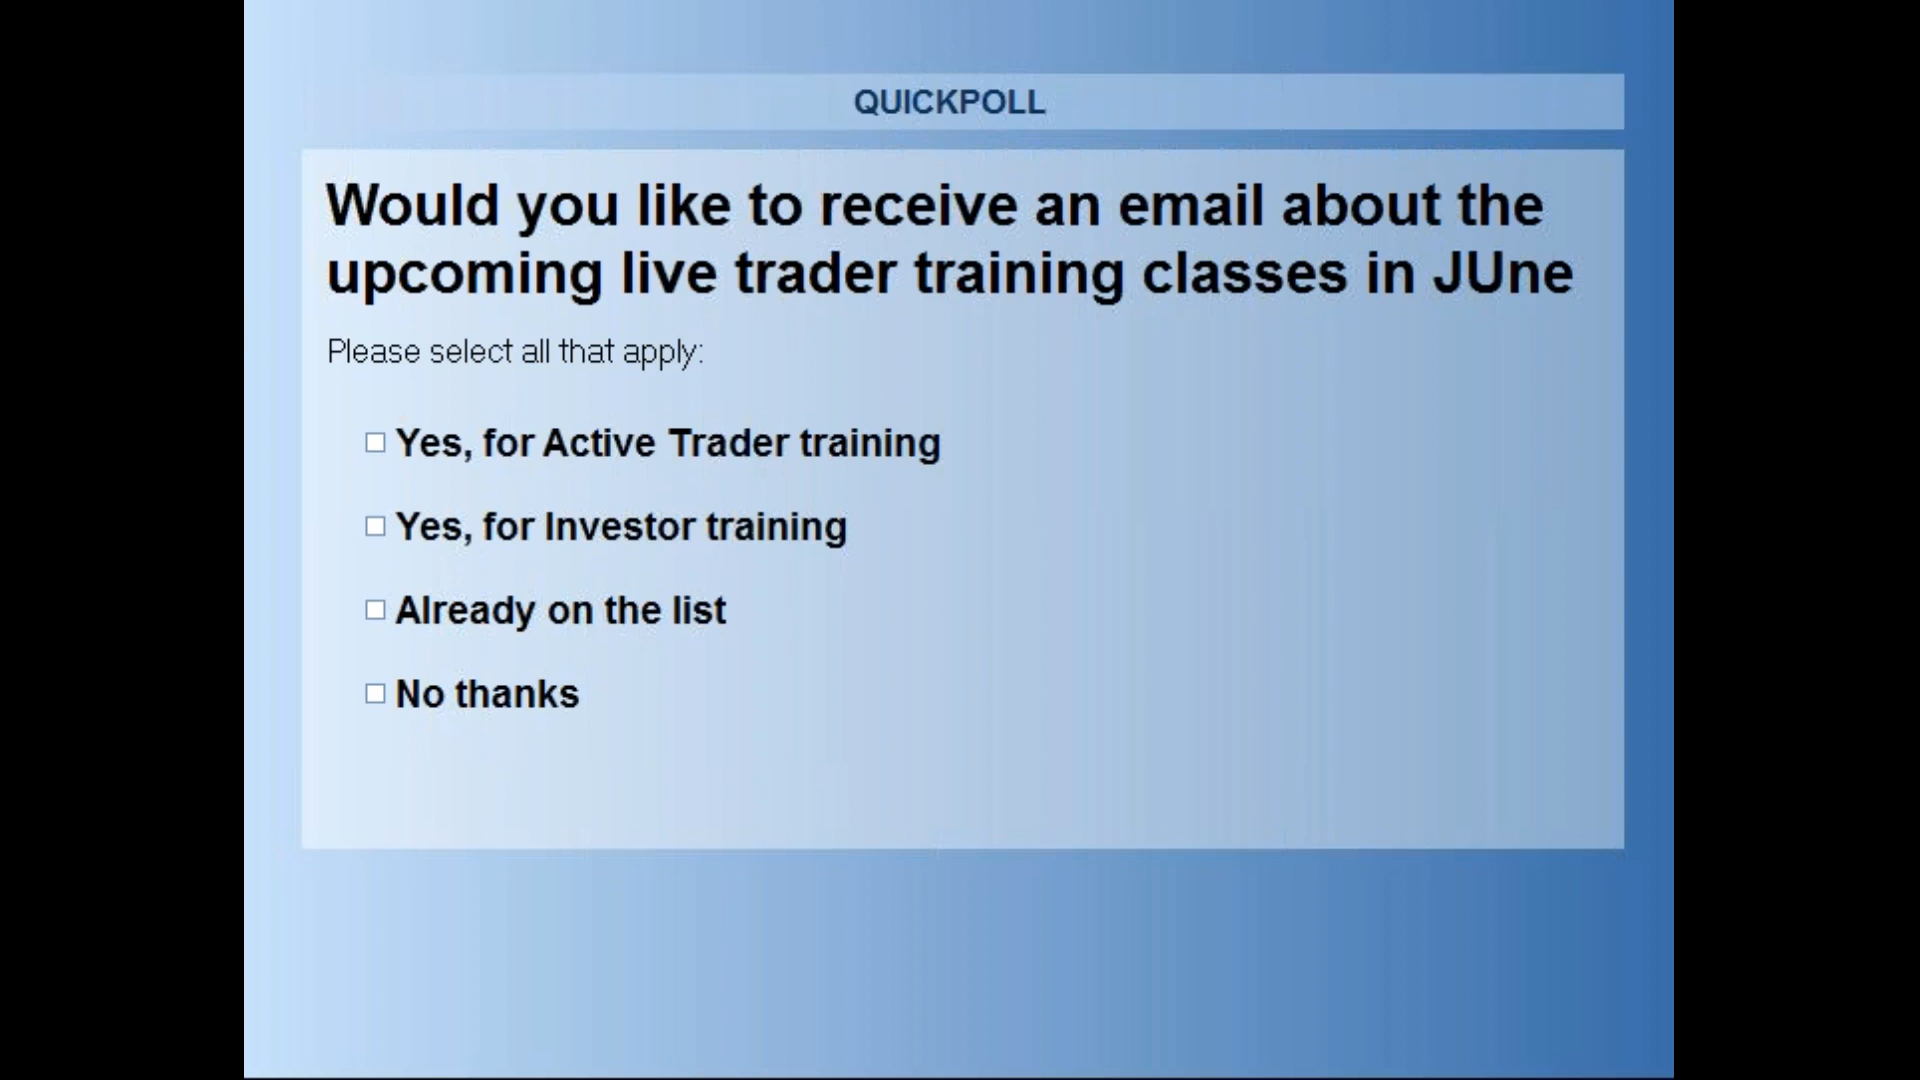 QUICKPOLL
Would you like to receive an email about the
upcoming live trader training classes in JUne
Please select all that apply:
Yes, for Active Trader training
Yes, for Investor training
Already on the list
No thanks